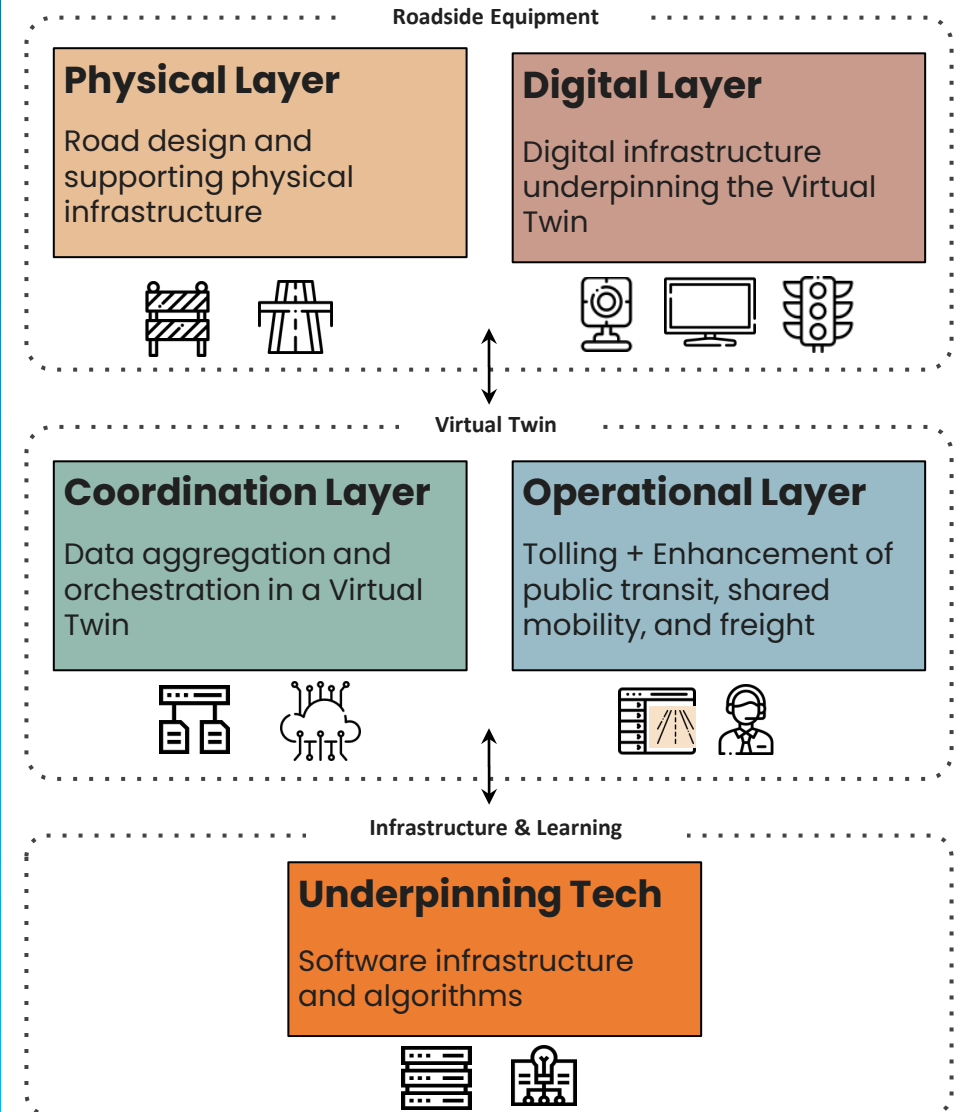 Roadside Equipment
Physical Layer
Road design and
supporting physical
infrastructure
Digital Layer
Digital infrastructure
underpinning the Virtual
Twin
Virtual Twin
Coordination Layer
Data aggregation and
orchestration in a Virtual
Twin
Operational Layer
Tolling + Enhancement of
public transit, shared
mobility, and freight
Infrastructure & Learning
Underpinning Tech
Software infrastructure
and algorithms